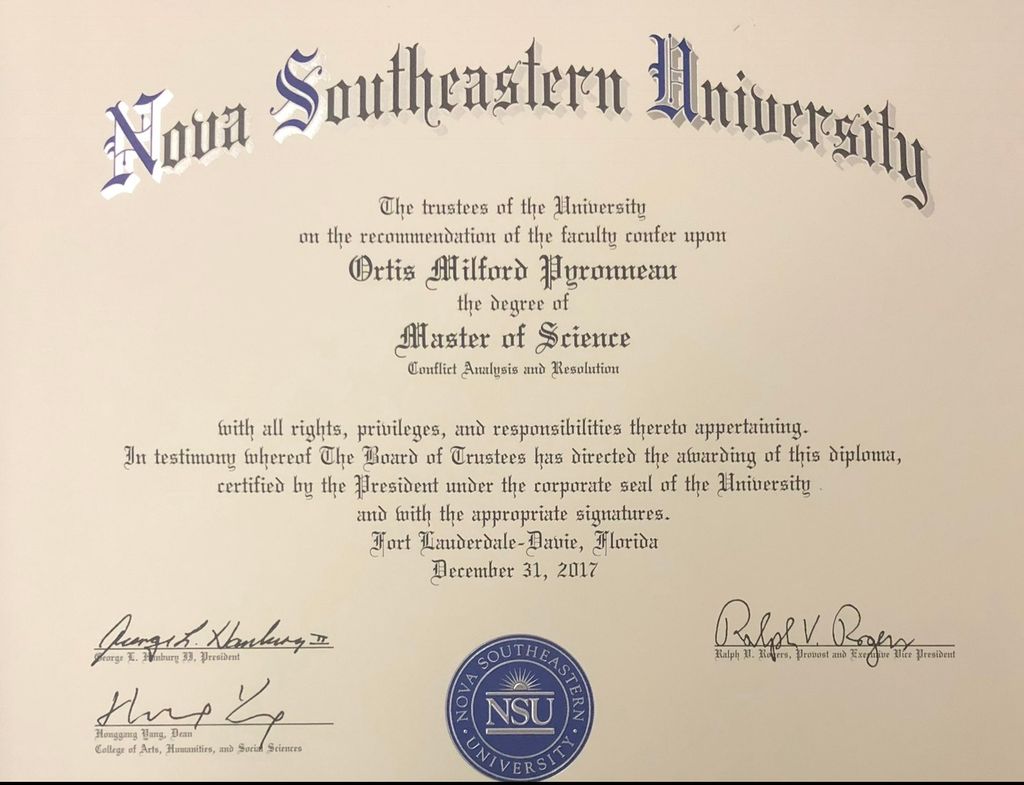 Nova Southeastern University
The trustees of the University
on the recommendation of the faculty confer upon
Ortis Milford Pyronneau
the degree of
Master of Science
Conflict Analysis and Resolution
with all rights, privileges, and responsibilities thereto appertaining.
In testimony whereof The Board of Trustees has directed the awarding of this diploma,
certified by the President under the corporate seal of the University
and with the appropriate signatures.
Fort Lauderdale-Davie, Florida
December 31, 2017
George L. Hanbury II
George L. Hanbury II, President
Ralph V. Rogers
Ralph V. Rogers, Provost and Executive Vice President
Honggang Yang, Dean
College of Arts, Humanities, and Social Sciences
NOVA SOUTHEASTERN
NSU
· UNIVERSITY ·